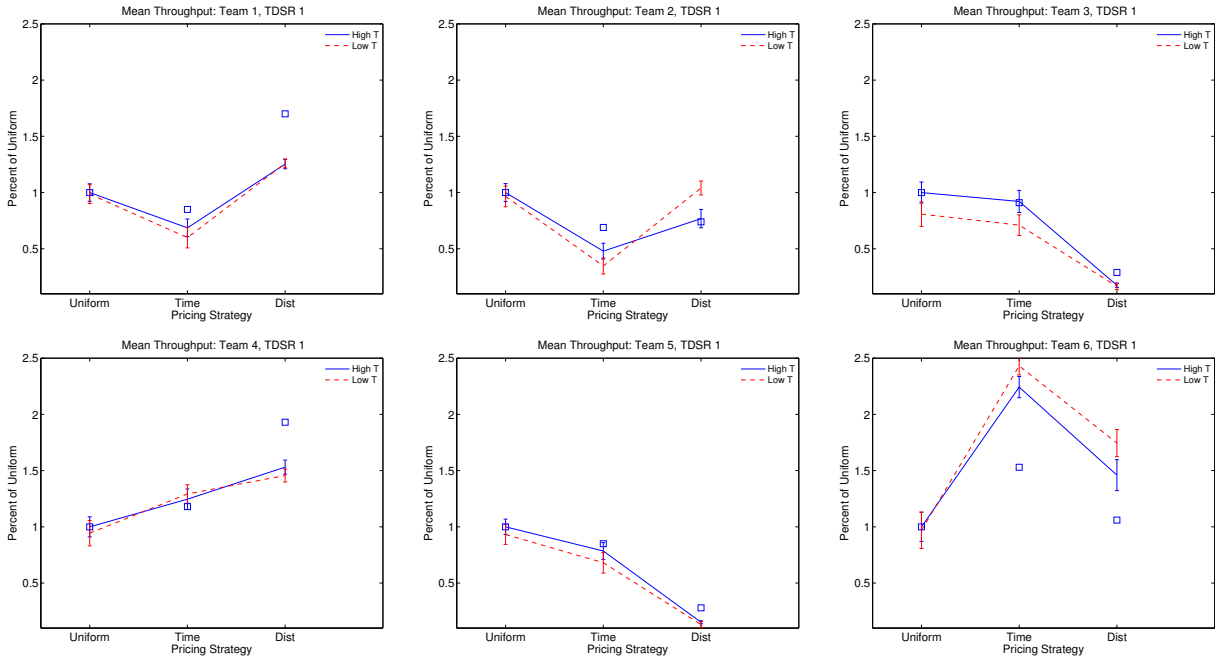 Mean Throughput: Team 1, TDSR 1
2.5
2
1.5
1
0.5
Percent of Uniform
Uniform
Time
Dist
Pricing Strategy
High T
Low T
Mean Throughput: Team 2, TDSR 1
2.5
2
1.5
1
0.5
Percent of Uniform
Uniform
Time
Dist
Pricing Strategy
High T
Low T
Mean Throughput: Team 3, TDSR 1
2.5
2
1.5
1
0.5
Percent of Uniform
Uniform
Time
Dist
Pricing Strategy
High T
Low T
Mean Throughput: Team 4, TDSR 1
2.5
2
1.5
1
0.5
Percent of Uniform
Uniform
Time
Dist
Pricing Strategy
High T
Low T
Mean Throughput: Team 5, TDSR 1
2.5
2
1.5
1
0.5
Percent of Uniform
Uniform
Time
Dist
Pricing Strategy
High T
Low T
Mean Throughput: Team 6, TDSR 1
2.5
2
1.5
1
0.5
Percent of Uniform
Uniform
Time
Dist
Pricing Strategy
High T
Low T